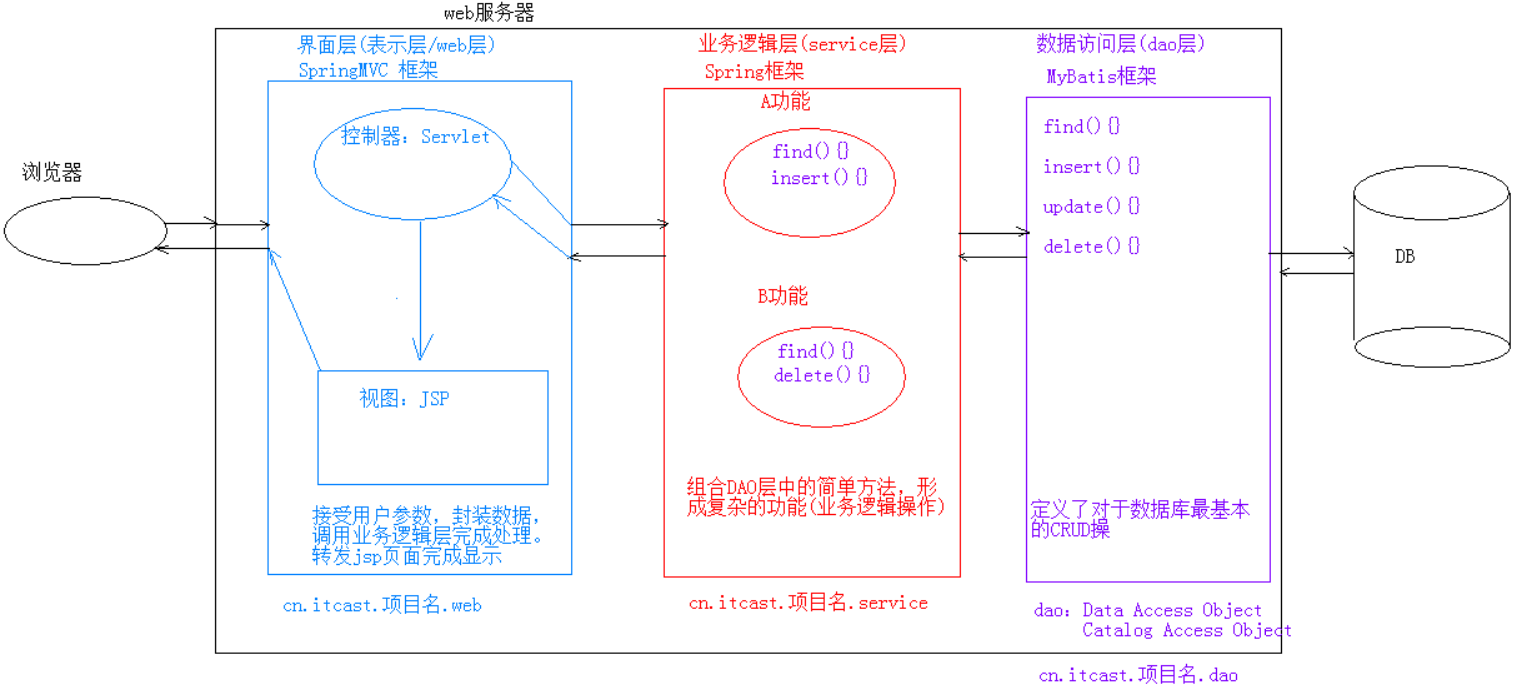 web服务器
浏览器
界面层(表示层/web层)
SpringMVC 框架
控制器: Servlet
视图: JSP
接受用户参数, 封装数据,
调用业务逻辑层完成处理。
转发jsp页面完成显示
cn.itcast.项目名.web
业务逻辑层(service层)
Spring框架
A功能
find(){}
insert(){}
B功能
find(){}
delete(){}
组合DAO层中的简单方法, 形
成复杂的功能(业务逻辑操作)
cn.itcast.项目名.service
数据访问层(dao层)
MyBatis框架
find(){}
insert(){}
update(){}
delete(){}
定义了对于数据库最基本
的CRUD操
dao: Data Access Object
Catalog Access Object
cn.itcast.项目名.dao
DB